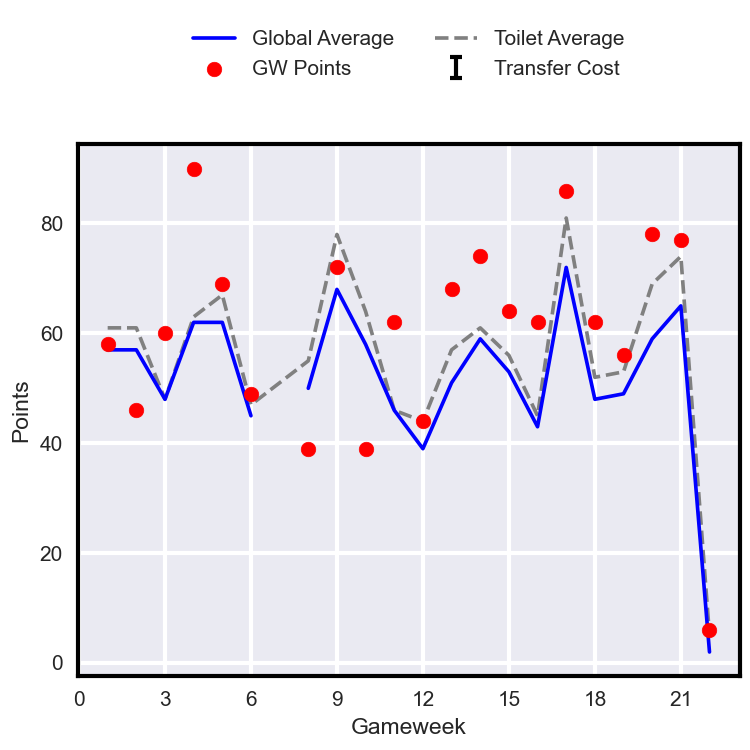 Global Average
GW Points
Toilet Average
Transfer Cost
Points
80
60
40
20
0
0 3 6 9 12 15 18 21
Gameweek